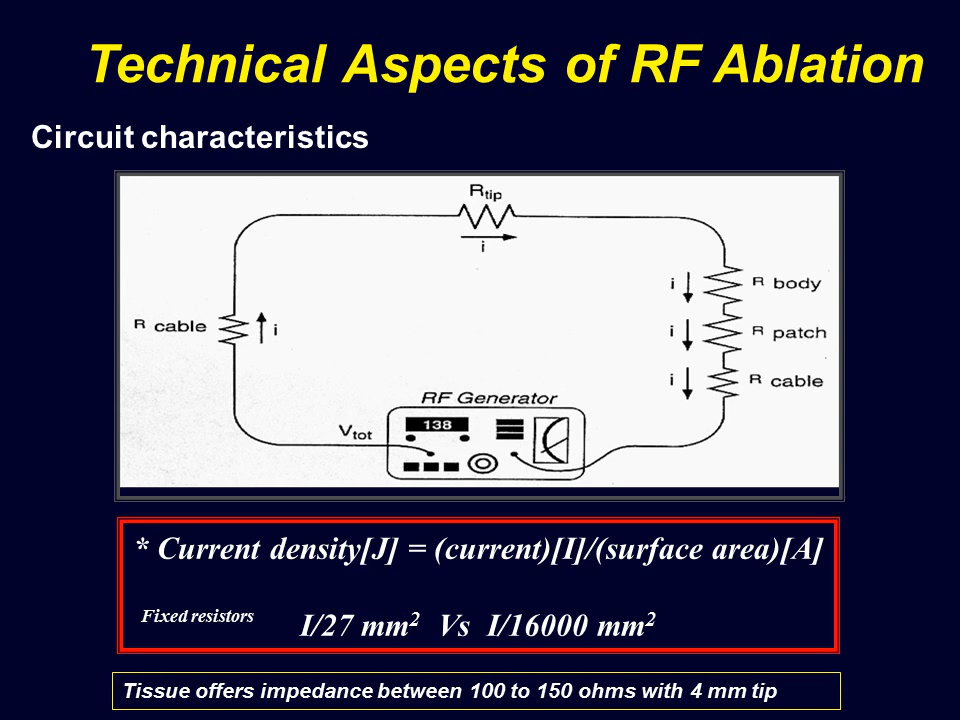 Technical Aspects of RF Ablation
Circuit characteristics
Rtip
i
R cable
i
i
R body
i
R patch
i
R cable
RF Generator
Vtot
138
* Current density[J] = (current)[I]/(surface area)[A]
Fixed resistors
I/27 mm² Vs I/16000 mm²
Tissue offers impedance between 100 to 150 ohms with 4 mm tip